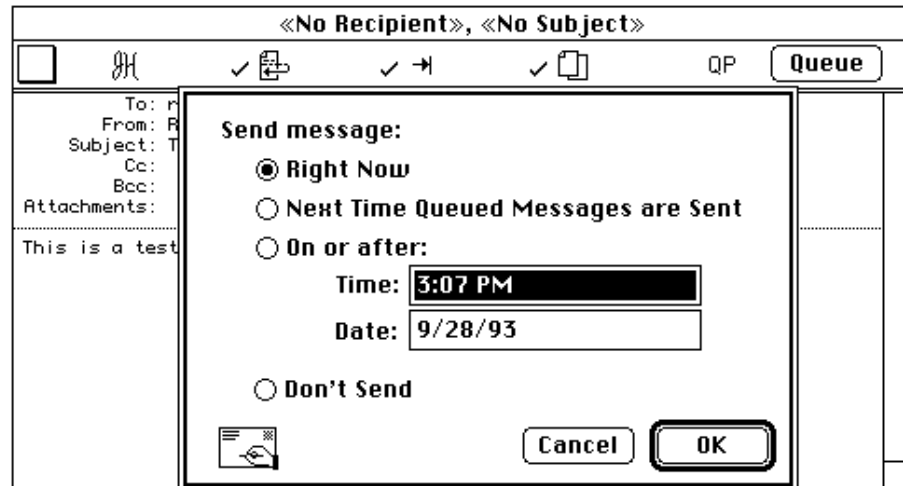 «No Recipient», «No Subject»
QP Queue
To:
From: R
Subject: T
Cc:
Bcc:
Attachments:
This is a test
Send message:
Right Now
Next Time Queued Messages are Sent
On or after:
Time: 3:07 PM
Date: 9/28/93
Don't Send
Cancel OK